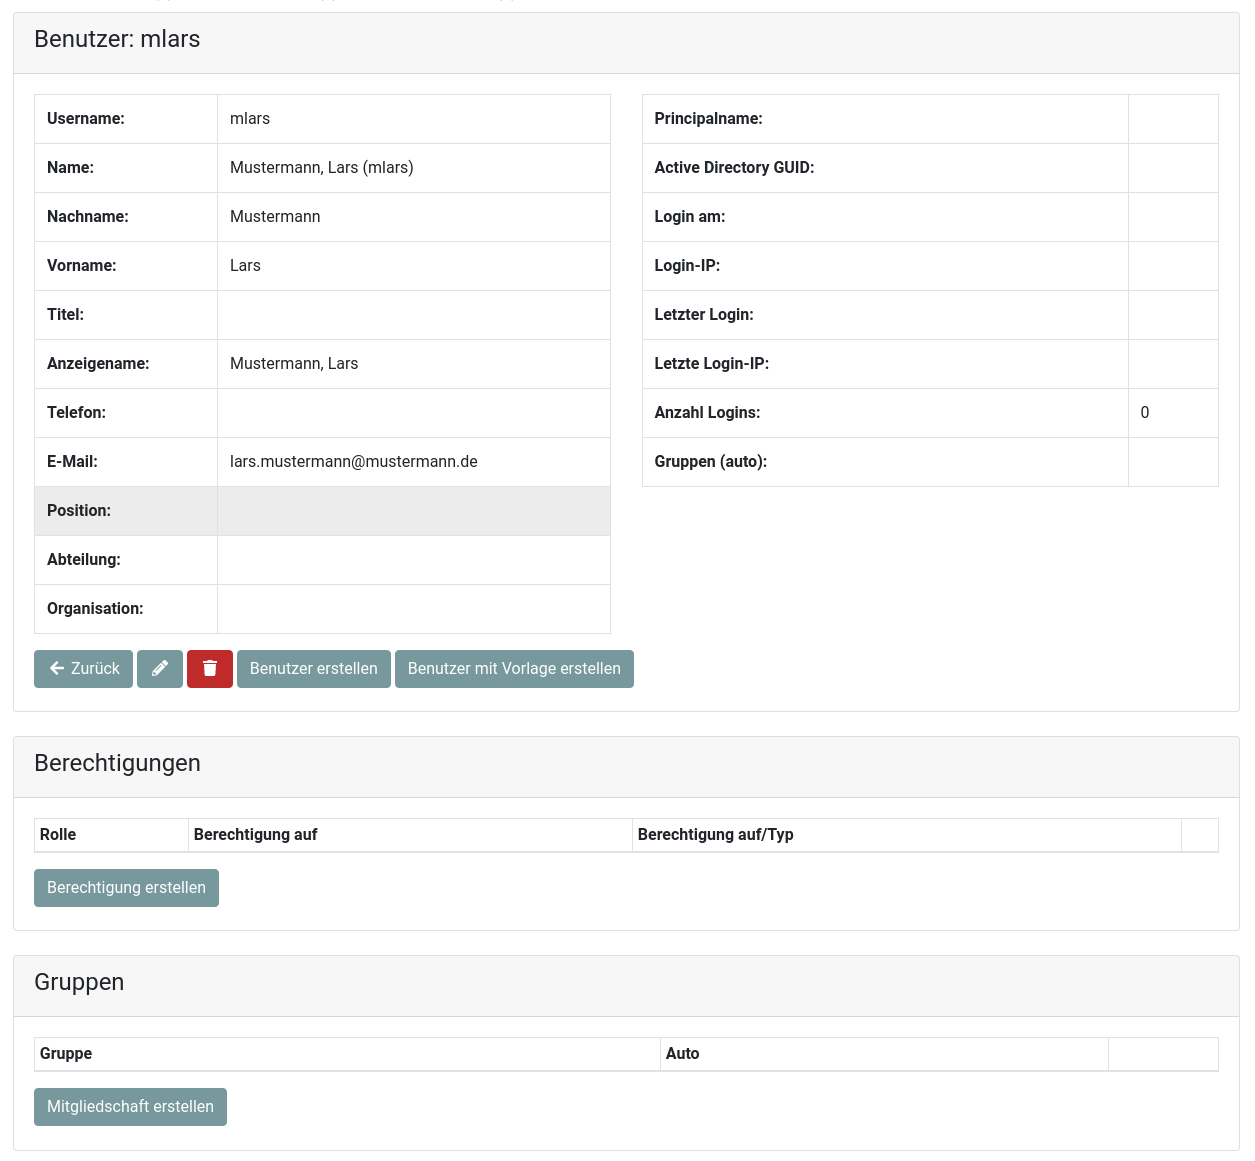 Benutzer: mlars
Username: mlars
Name: Mustermann, Lars (mlars)
Nachname: Mustermann
Vorname: Lars
Titel:
Anzeigename: Mustermann, Lars
Telefon:
E-Mail: lars.mustermann@mustermann.de
Position:
Abteilung:
Organisation:
Principalname:
Active Directory GUID:
Login am:
Login-IP:
Letzter Login:
Letzte Login-IP:
Anzahl Logins: 0
Gruppen (auto):
Zurück Benutzer erstellen Benutzer mit Vorlage erstellen
Berechtigungen
Rolle Berechtigung auf Berechtigung auf/Typ
Berechtigung erstellen
Gruppen
Gruppe Auto
Mitgliedschaft erstellen